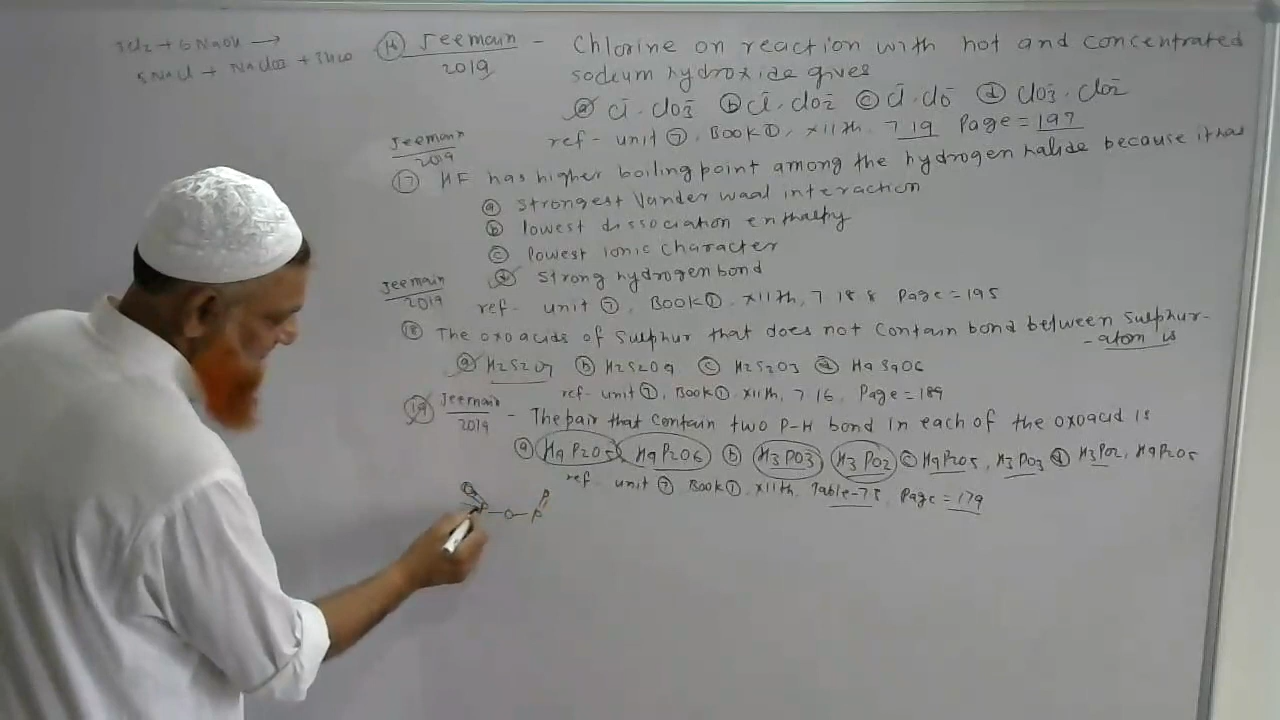 3Cl2 + 6NaOH →
5NaCl + NaClO3 + 3H2O
(16) Jeemain 2019 - Chlorine on reaction with hot and concentrated
sodium hydroxide gives
(a) Cl⁻, ClO3⁻ (b) Cl⁻, ClO2⁻ (c) Cl⁻, ClO⁻ (d) ClO3⁻, ClO2⁻
ref - unit (7), Book (1), XIIth, 7.19 Page = 197
Jeemain 2019
(17) HF has higher boiling point among the hydrogen halide because it has
(a) strongest Vander waal interaction
(b) lowest dissociation enthalpy
(c) lowest ionic character
(d) strong hydrogen bond
ref - unit (7), Book (1), XIIth, 7.18.8 Page = 195
Jeemain 2019
(18) The oxoacids of Sulphur that does not contain bond between Sulphur-
-atom is
(a) H2S2O7 (b) H2S2O4 (c) H2S2O3 (d) H4S4O6
ref - unit (7), Book (1), XIIth, 7.16, Page = 189
(19) Jeemain 2019 - The pair that contain two P-H bond in each of the oxoacid is
(a) H4P2O5, H4P2O6 (b) H3PO3, H3PO2 (c) H4P2O5, H3PO3 (d) H3PO2, H4P2O5
ref - unit (7) Book (1), XIIth, Table-7.5, Page = 179
P-O-P